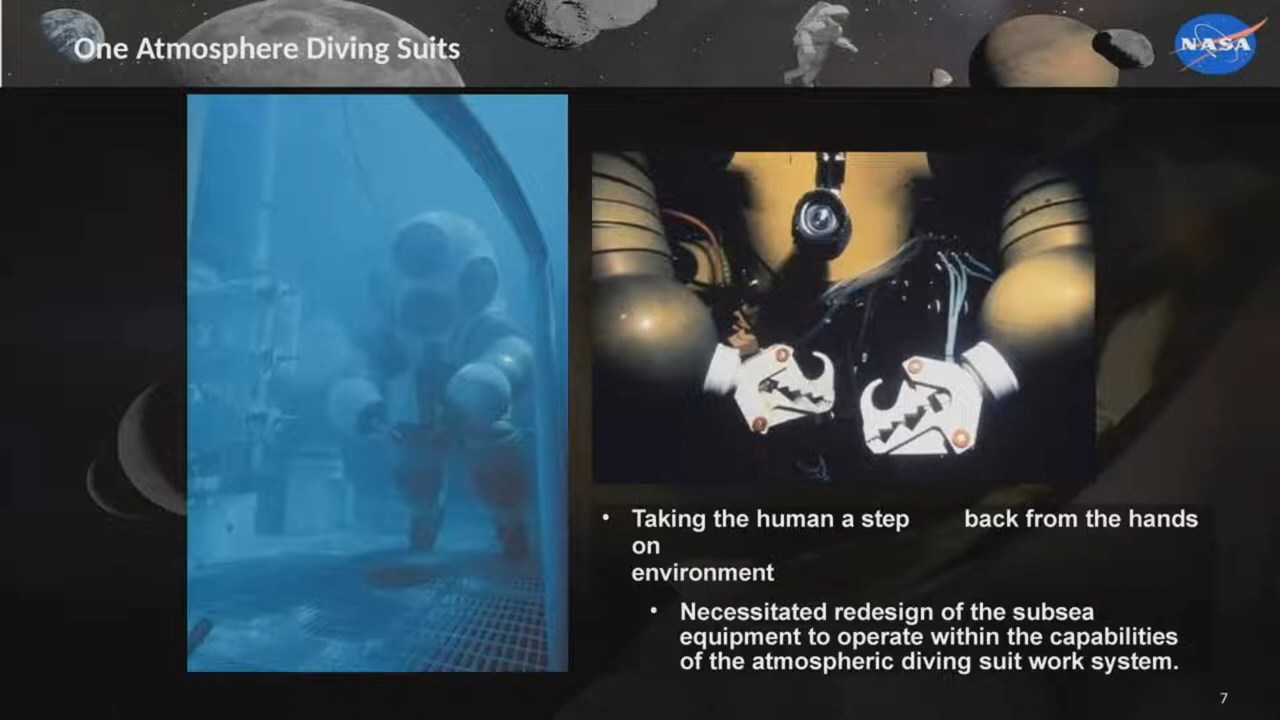 One Atmosphere Diving Suits
NASA
• Taking the human a step back from the hands
on
environment
• Necessitated redesign of the subsea
equipment to operate within the capabilities
of the atmospheric diving suit work system.
7